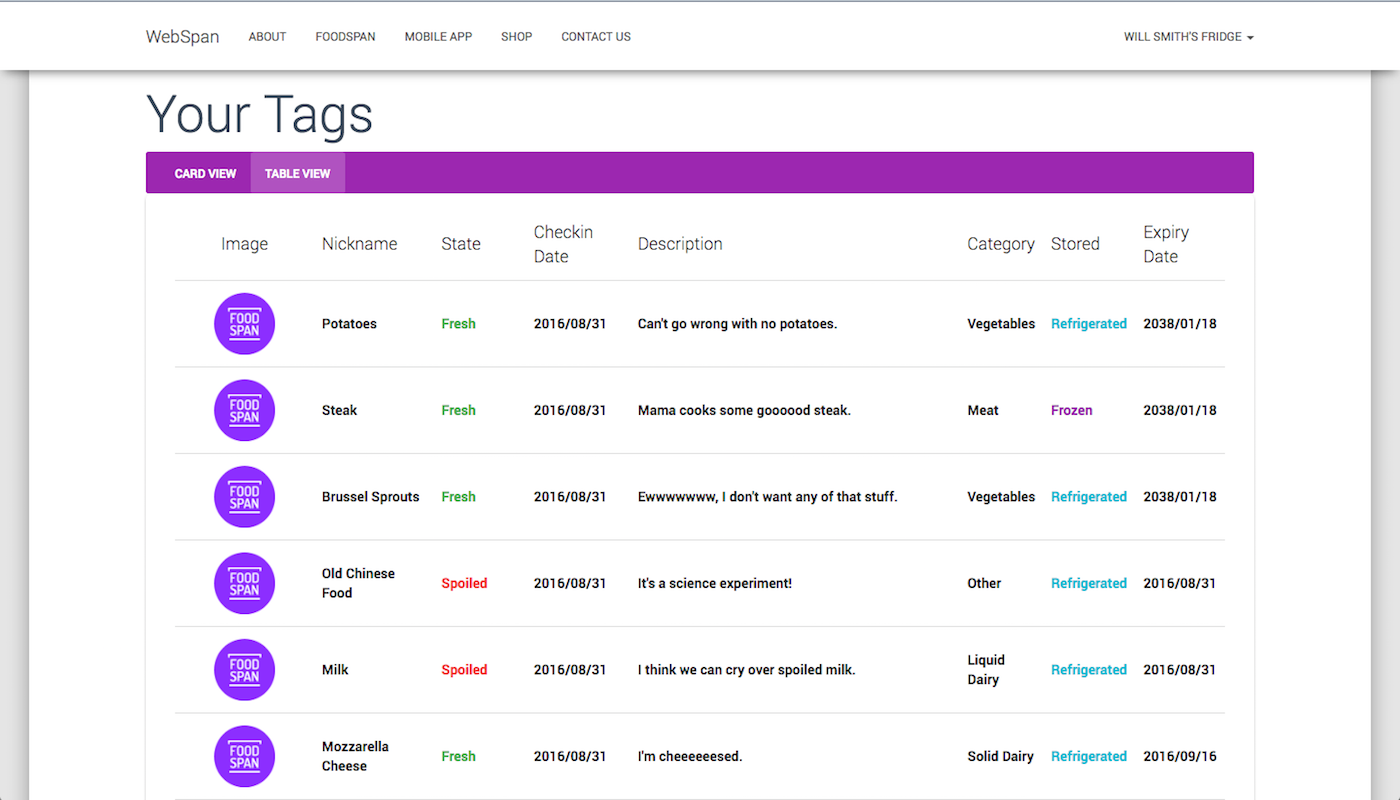 WebSpan ABOUT FOODSPAN MOBILE APP SHOP CONTACT US WILL SMITH'S FRIDGE
Your Tags
CARD VIEW TABLE VIEW
Image Nickname State Checkin Date Description Category Stored Expiry Date
FOOD SPAN Potatoes Fresh 2016/08/31 Can't go wrong with no potatoes. Vegetables Refrigerated 2038/01/18
FOOD SPAN Steak Fresh 2016/08/31 Mama cooks some goooood steak. Meat Frozen 2038/01/18
FOOD SPAN Brussel Sprouts Fresh 2016/08/31 Ewwwwwww, I don't want any of that stuff. Vegetables Refrigerated 2038/01/18
FOOD SPAN Old Chinese Food Spoiled 2016/08/31 It's a science experiment! Other Refrigerated 2016/08/31
FOOD SPAN Milk Spoiled 2016/08/31 I think we can cry over spoiled milk. Liquid Dairy Refrigerated 2016/08/31
FOOD SPAN Mozzarella Cheese Fresh 2016/08/31 I'm cheeeeeesed. Solid Dairy Refrigerated 2016/09/16